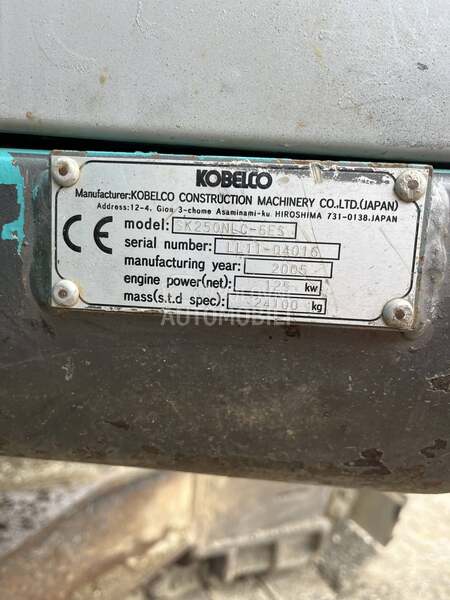 KOBELCO
Manufacturer:KOBELCO CONSTRUCTION MACHINERY CO.,LTD.(JAPAN)
Address:12-4, Gion 3-chome Asaminami-ku HIROSHIMA 731-0138.JAPAN
CE
model: SK250NLC-6ES
serial number: LL11-04016
manufacturing year: 2005
engine power(net): 125 kw
mass(s.t.d spec): 24100 kg
AUTOMOBILE